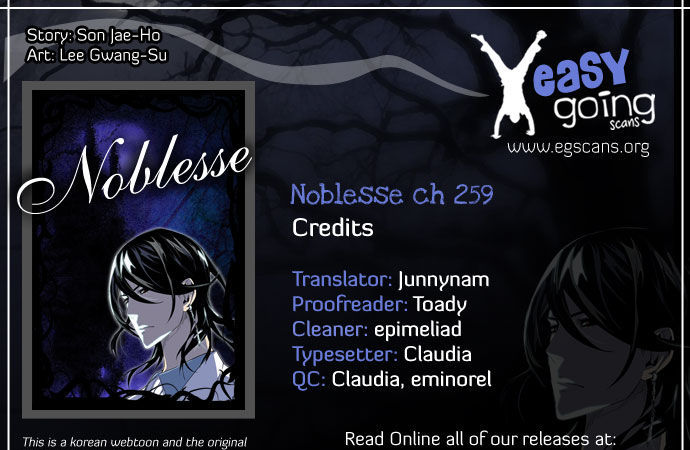 Story: Son Jae-Ho
Art: Lee Gwang-Su
easy
going
scans
www.egscans.org
Noblesse
Noblesse ch 259
Credits
Translator: Junnynam
Proofreader: Toady
Cleaner: epimeliad
Typesetter: Claudia
QC: Claudia, eminorel
This is a korean webtoon and the original
Read Online all of our releases at: